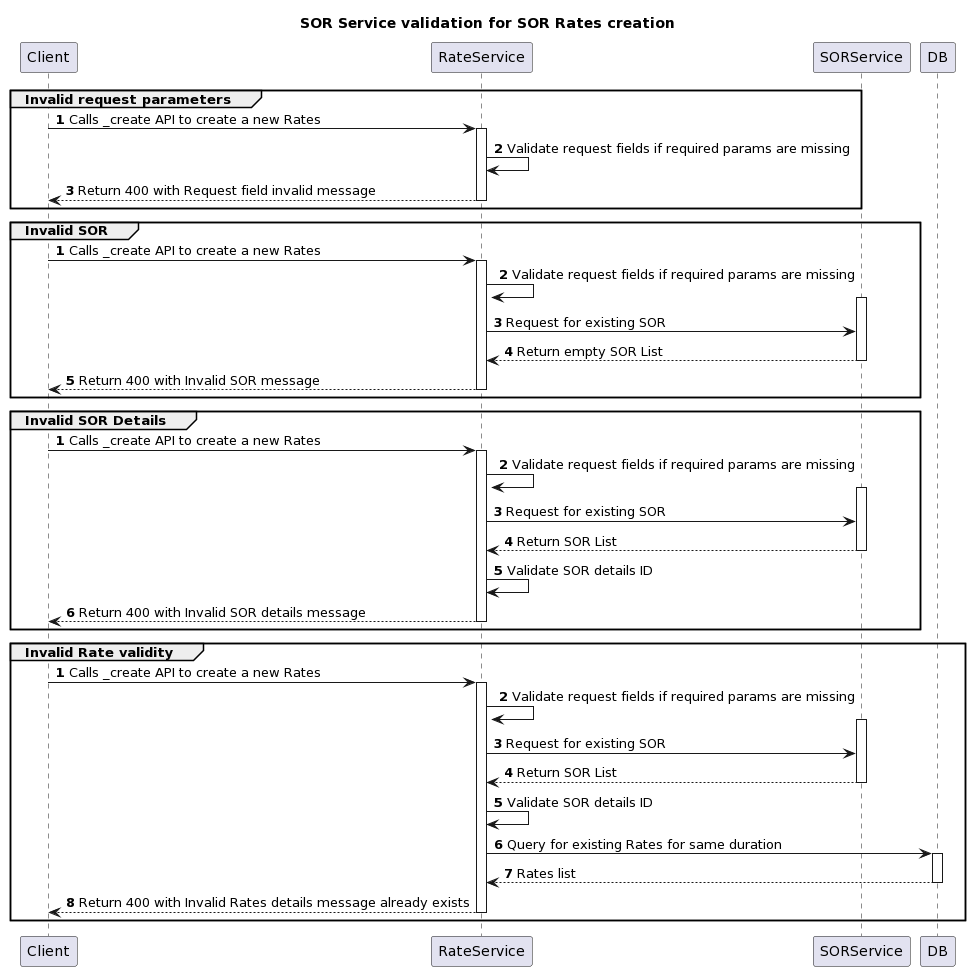 SOR Service validation for SOR Rates creation
Client RateService SORService DB
Invalid request parameters
1 Calls _create API to create a new Rates
2 Validate request fields if required params are missing
3 Return 400 with Request field invalid message
Invalid SOR
1 Calls _create API to create a new Rates
2 Validate request fields if required params are missing
3 Request for existing SOR
4 Return empty SOR List
5 Return 400 with Invalid SOR message
Invalid SOR Details
1 Calls _create API to create a new Rates
2 Validate request fields if required params are missing
3 Request for existing SOR
4 Return SOR List
5 Validate SOR details ID
6 Return 400 with Invalid SOR details message
Invalid Rate validity
1 Calls _create API to create a new Rates
2 Validate request fields if required params are missing
3 Request for existing SOR
4 Return SOR List
5 Validate SOR details ID
6 Query for existing Rates for same duration
7 Rates list
8 Return 400 with Invalid Rates details message already exists
Client RateService SORService DB